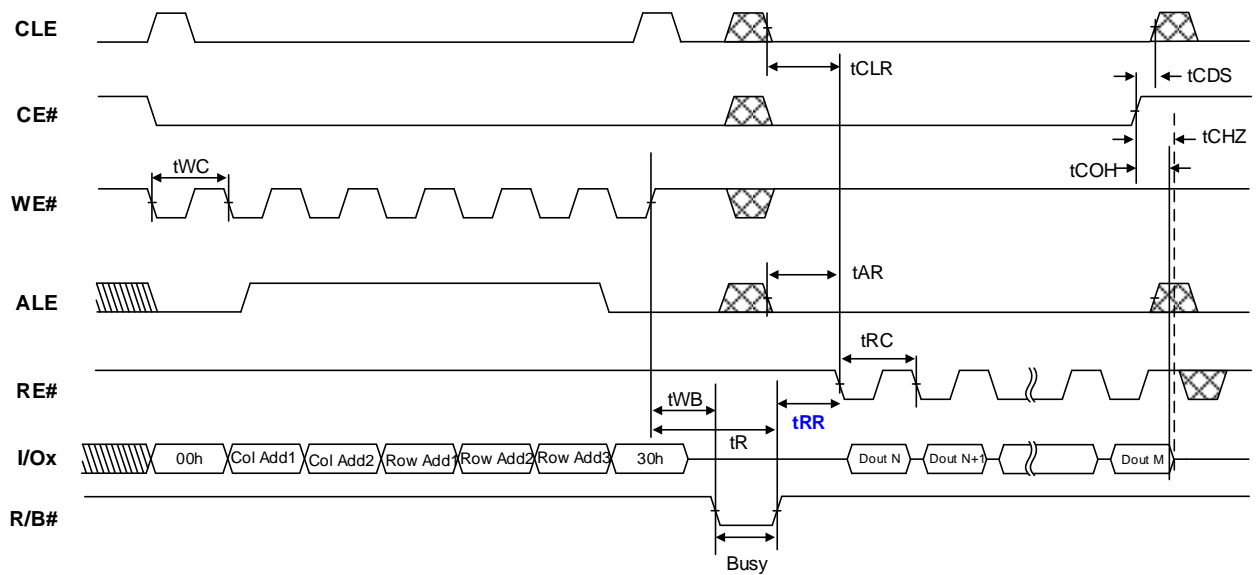 CLE
tCLR
tCDS
CE#
tCHZ
tWC
tCOH
WE#
tAR
ALE
tRC
RE#
tWB
tRR
tR
I/Ox
00h
Col Add1
Col Add2
Row Add1
Row Add2
Row Add3
30h
Dout N
Dout N+1
Dout M
R/B#
Busy